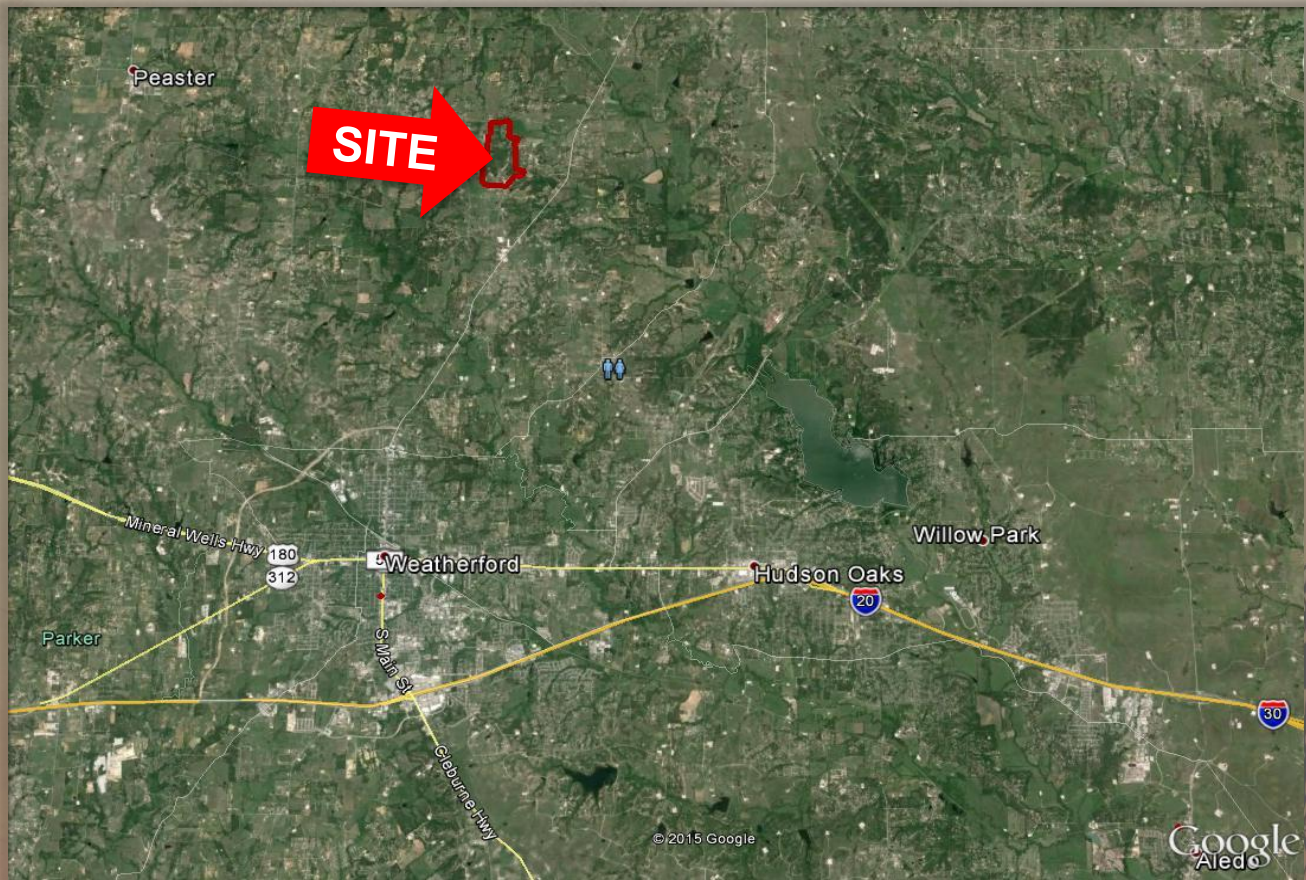 Peaster
SITE
Willow Park
Mineral Wells Hwy
180
Weatherford
Hudson Oaks
312
20
Parker
S Main St
30
Cleburne Hwy
© 2015 Google
Google
Aledo